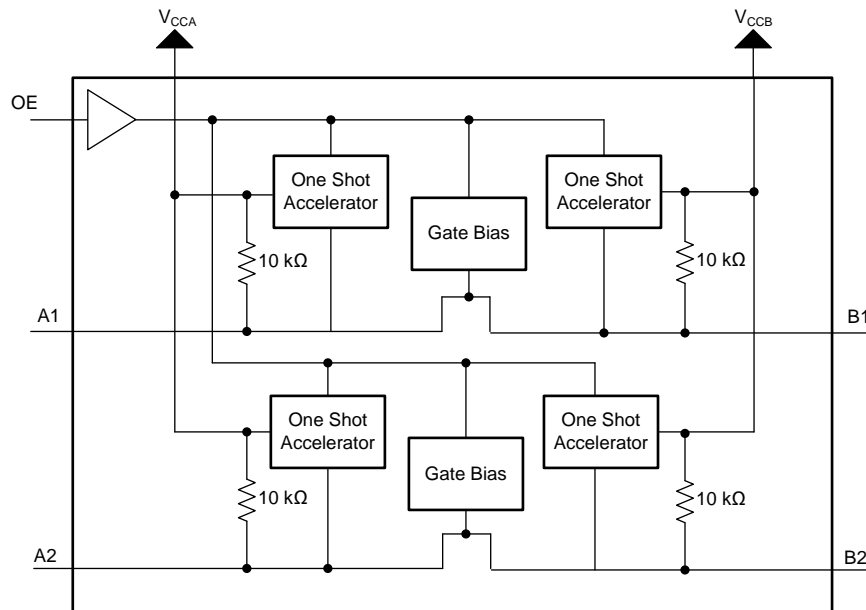 VCCA
VCCB
OE
One Shot
Accelerator
One Shot
Accelerator
Gate Bias
10 kΩ
10 kΩ
A1
B1
One Shot
Accelerator
One Shot
Accelerator
Gate Bias
10 kΩ
10 kΩ
A2
B2